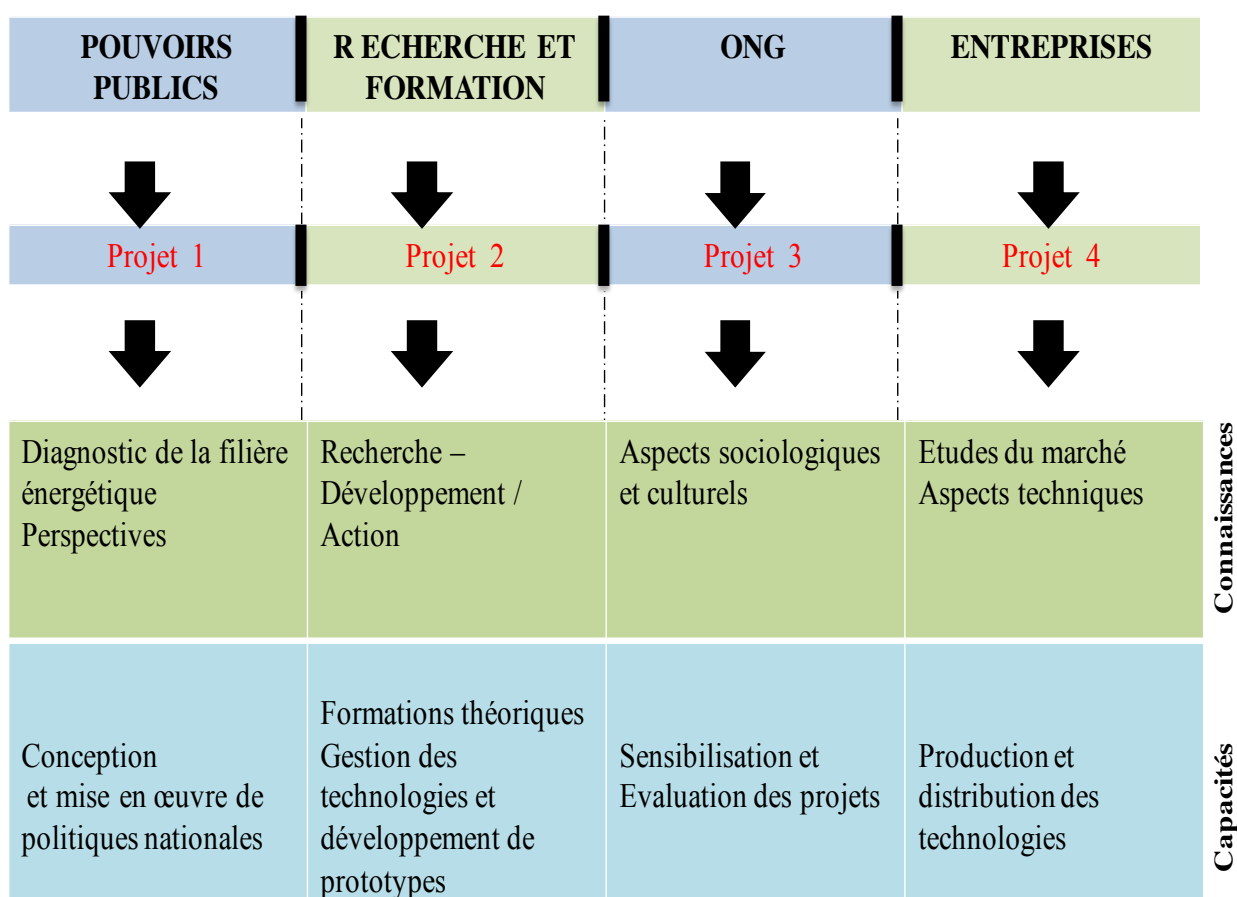 POUVOIRS
PUBLICS
R ECHERCHE ET
FORMATION
ONG
ENTREPRISES
Projet 1
Projet 2
Projet 3
Projet 4
Diagnostic de la filière
énergétique
Perspectives
Recherche –
Développement /
Action
Aspects sociologiques
et culturels
Etudes du marché
Aspects techniques
Connaissances
Conception
et mise en œuvre de
politiques nationales
Formations théoriques
Gestion des
technologies et
développement de
prototypes
Sensibilisation et
Evaluation des projets
Production et
distribution des
technologies
Capacités